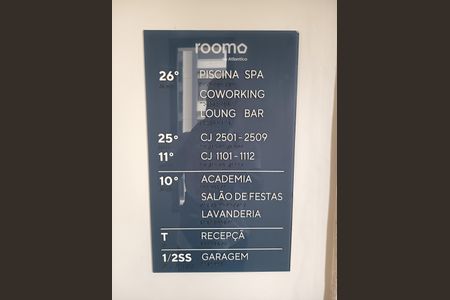 roomo
Atlantico
26° PISCINA SPA
COWORKING
LOUNG BAR
25° CJ 2501-2509
11° CJ 1101-1112
10° ACADEMIA
SALÃO DE FESTAS
LAVANDERIA
T RECEPÇÃ
1/2SS GARAGEM